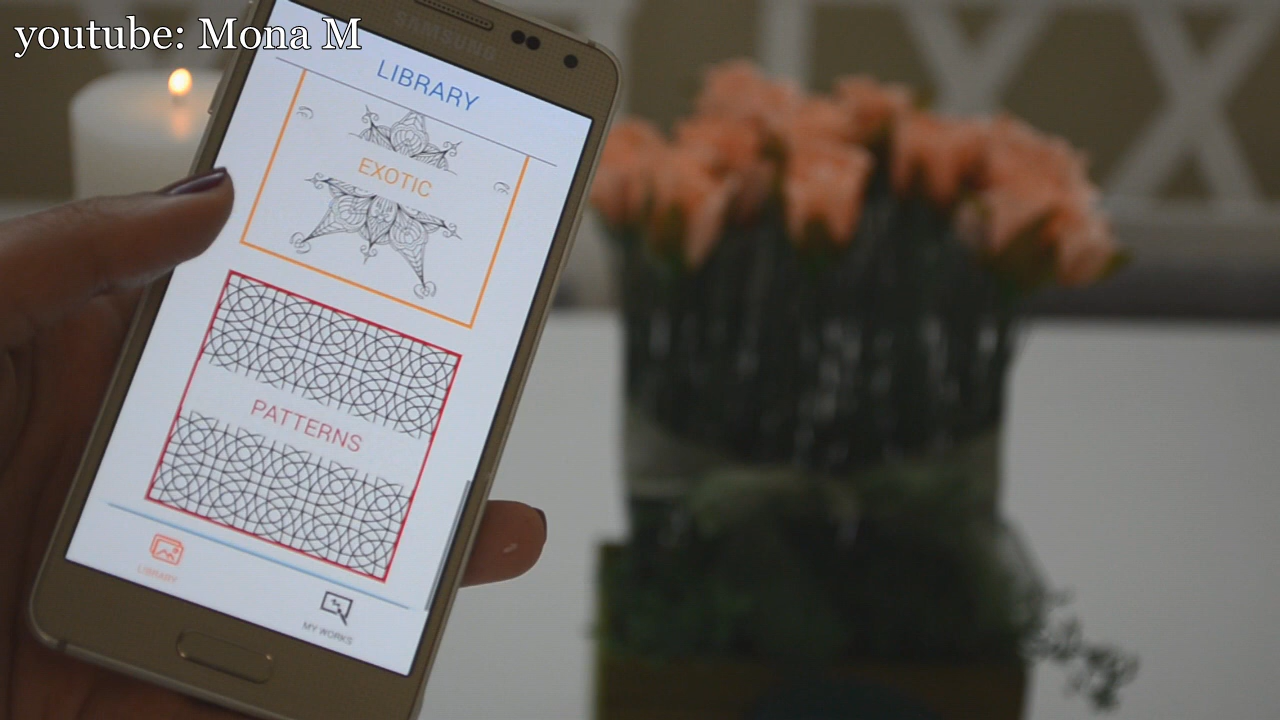 youtube: Mona M
SAMSUNG
LIBRARY
EXOTIC
PATTERNS
LIBRARY
MY WORKS